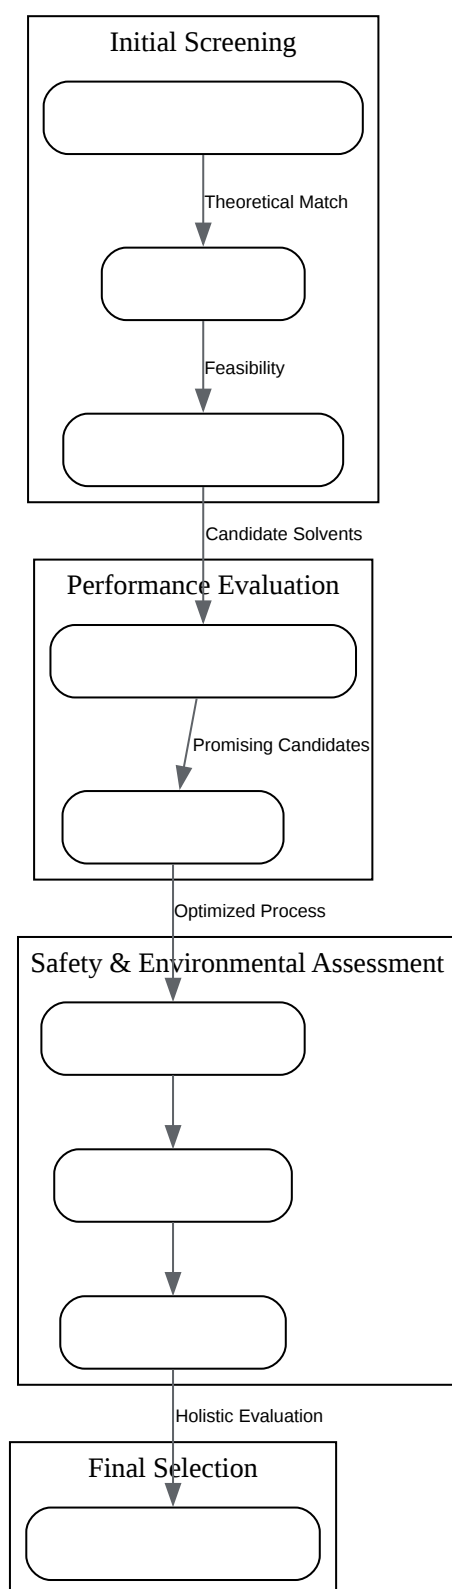 Initial Screening
Theoretical Match
Feasibility
Candidate Solvents
Performance Evaluation
Promising Candidates
Optimized Process
Safety & Environmental Assessment
Holistic Evaluation
Final Selection